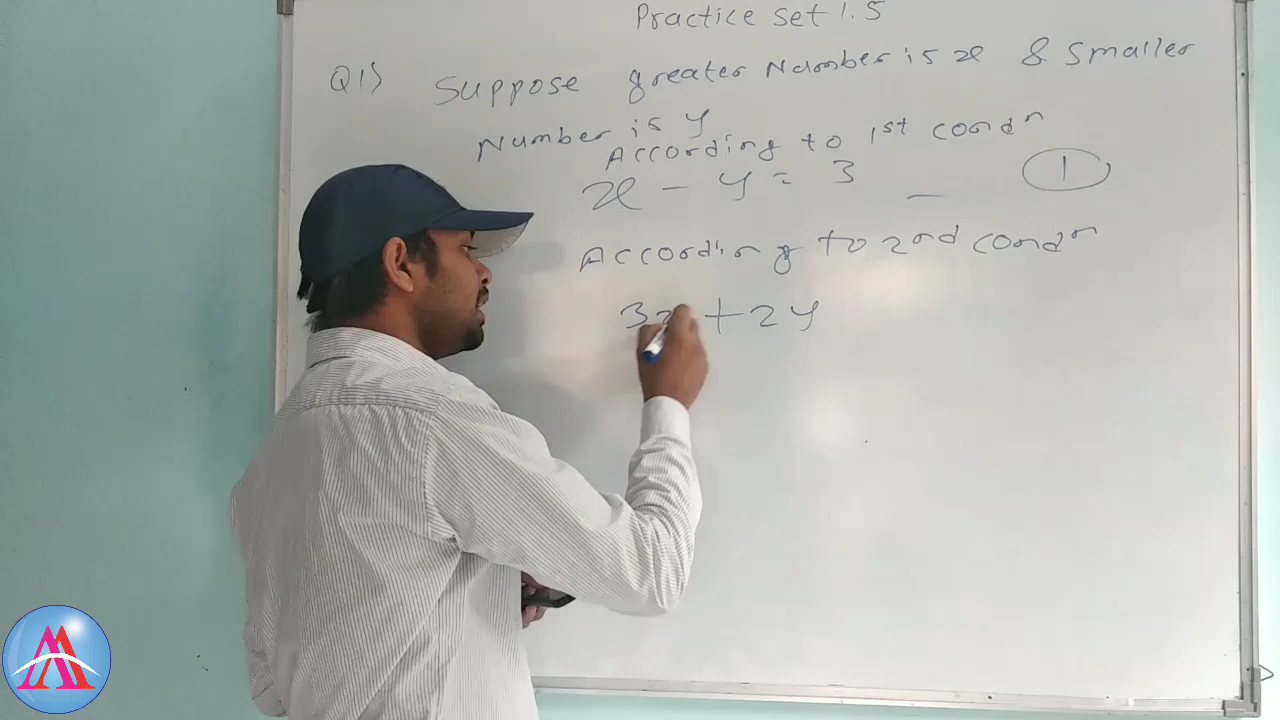 Practice set 1.5
Q1) Suppose greater Number is x & smaller
Number is y
According to 1st condn
x - y = 3 — 1
According to 2nd condn
3x + 2y